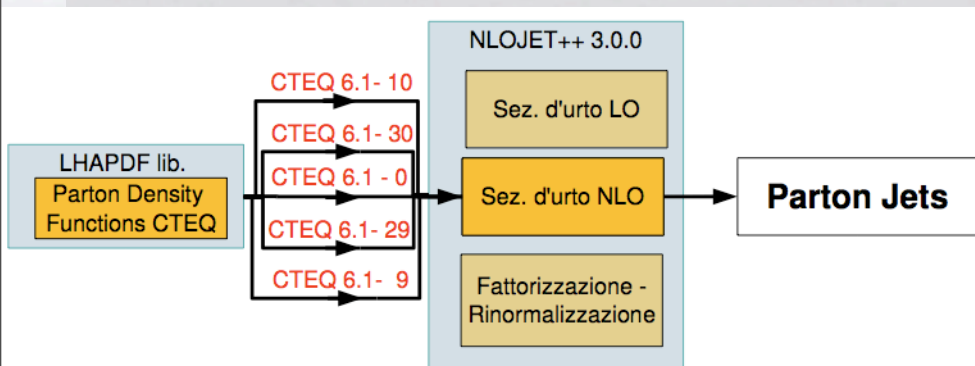 LHAPDF lib.
Parton Density
Functions CTEQ
CTEQ 6.1- 10
CTEQ 6.1- 30
CTEQ 6.1 - 0
CTEQ 6.1- 29
CTEQ 6.1- 9
NLOJET++ 3.0.0
Sez. d'urto LO
Sez. d'urto NLO
Fattorizzazione -
Rinormalizzazione
Parton Jets